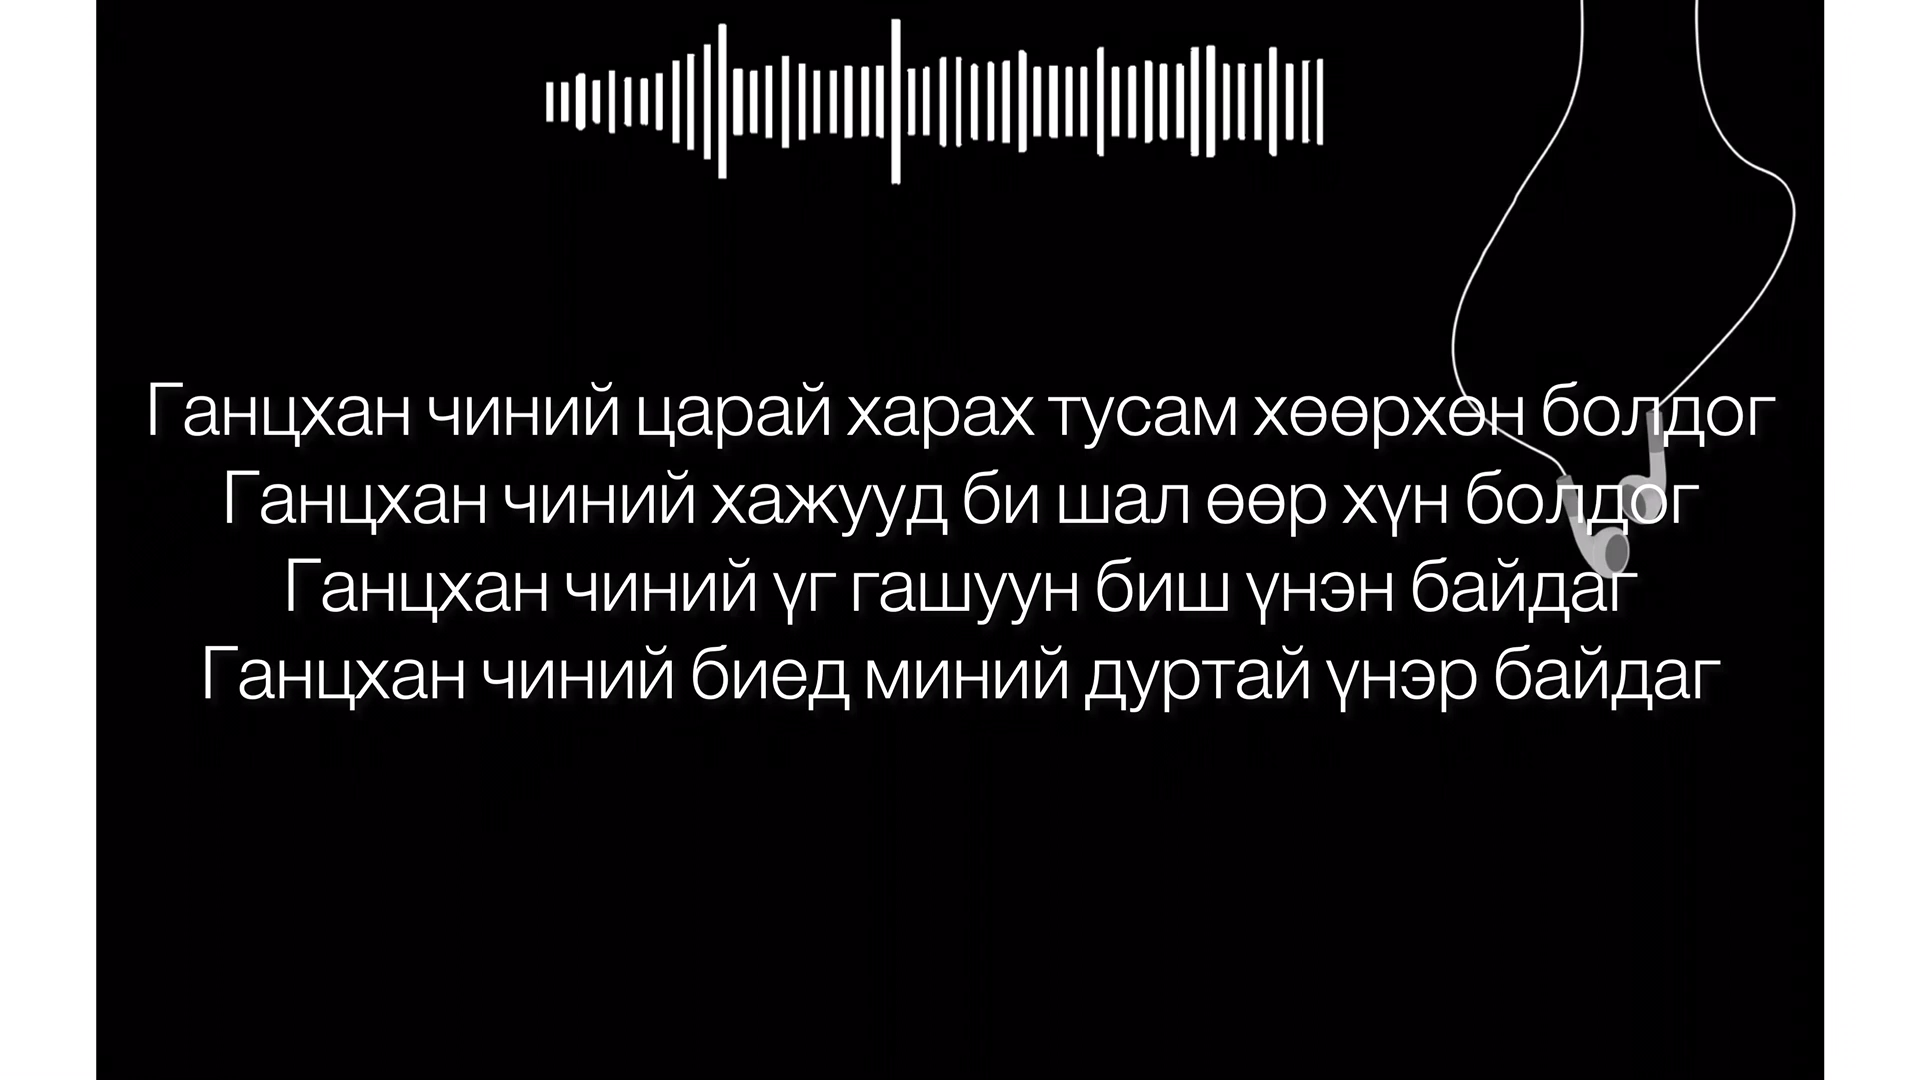 Ганцхан чиний царай харах тусам хөөрхөн болдог
Ганцхан чиний хажууд би шал өөр хүн болдог
Ганцхан чиний үг гашуун биш үнэн байдаг
Ганцхан чиний биед миний дуртай үнэр байдаг